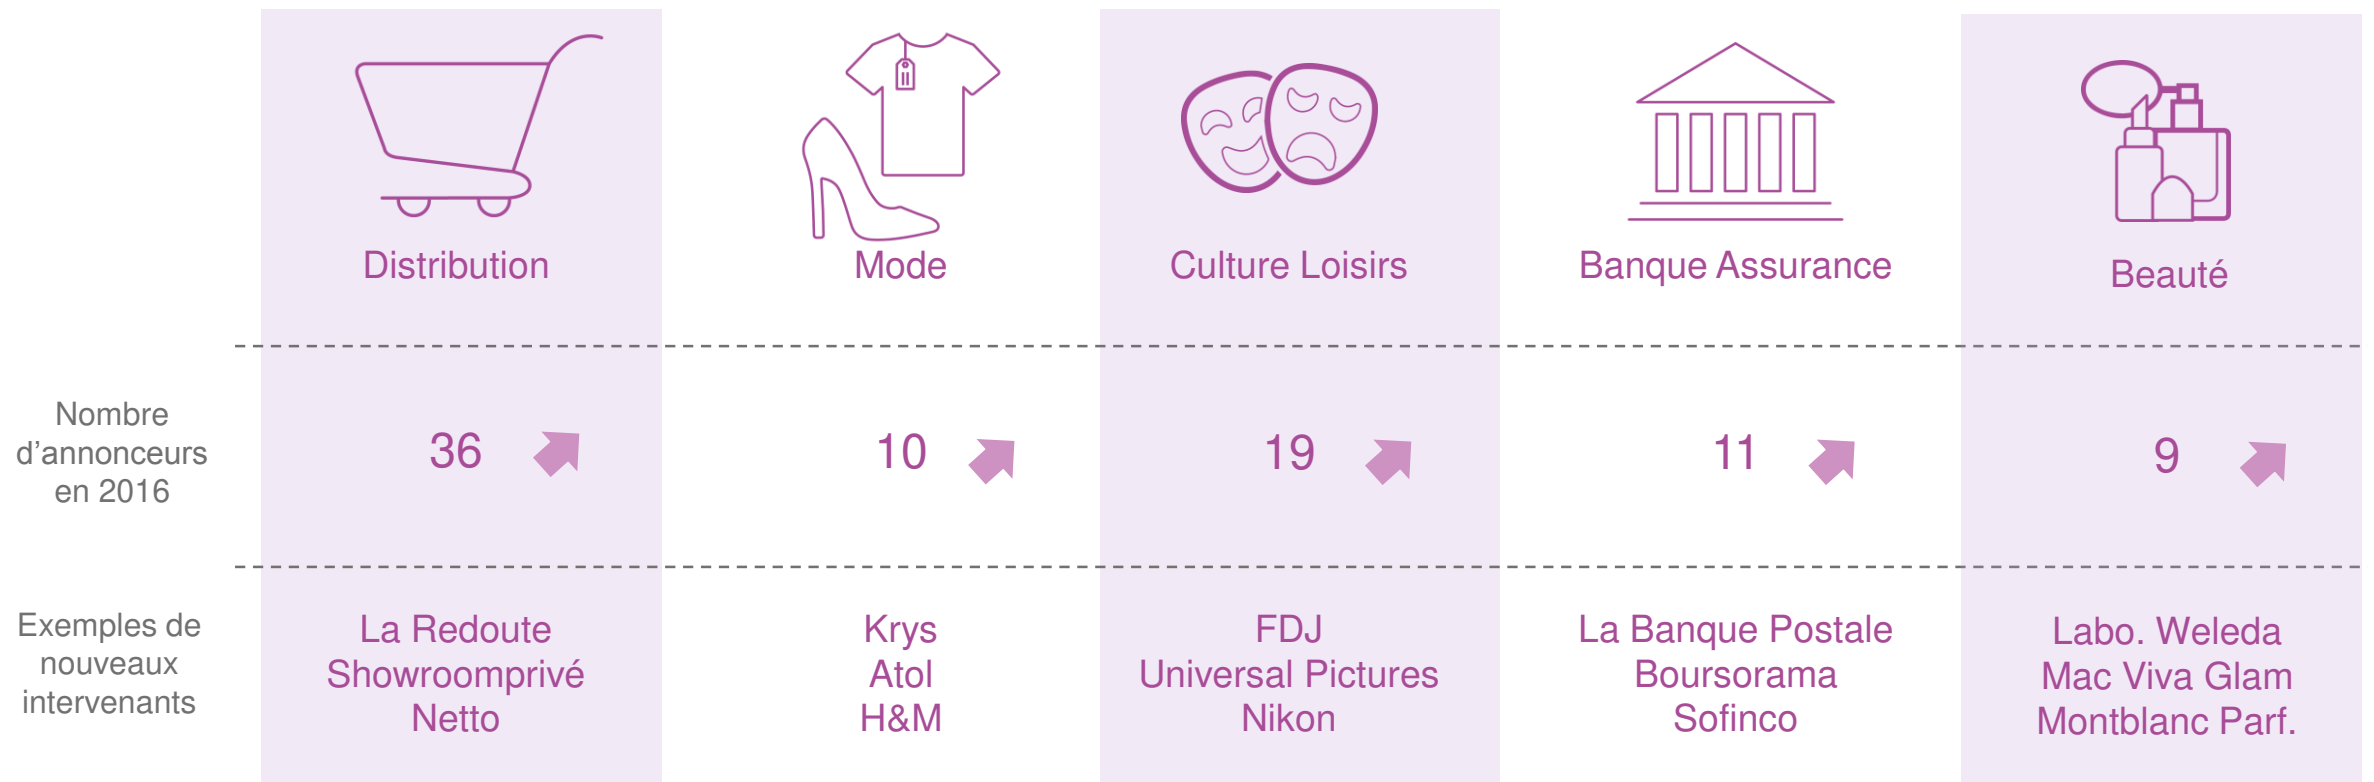 Distribution
Mode
Culture Loisirs
Banque Assurance
Beauté
Nombre
d'annonceurs
en 2016
36
10
19
11
9
Exemples de
nouveaux
intervenants
La Redoute
Showroomprivé
Netto
Krys
Atol
H&M
FDJ
Universal Pictures
Nikon
La Banque Postale
Boursorama
Sofinco
Labo. Weleda
Mac Viva Glam
Montblanc Parf.